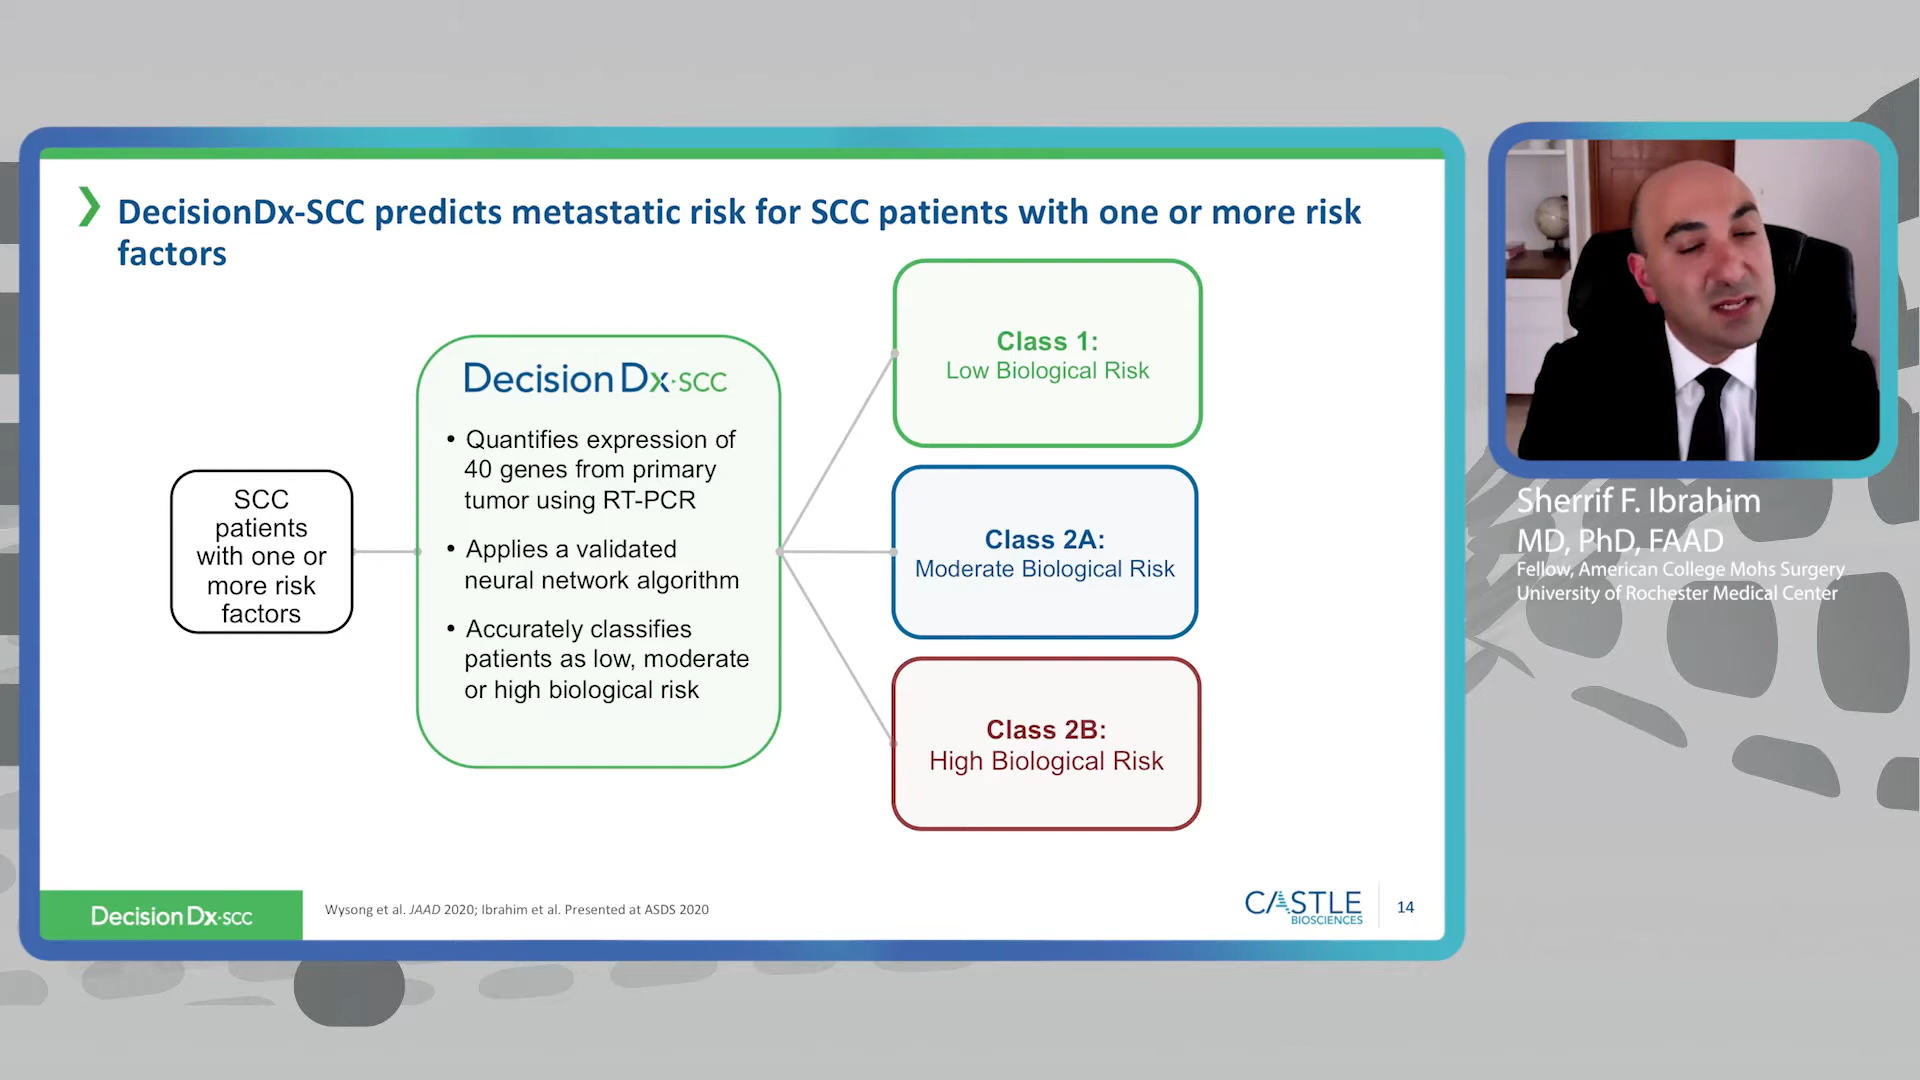 DecisionDx-SCC predicts metastatic risk for SCC patients with one or more risk
factors
SCC
patients
with one or
more risk
factors
DecisionDx·SCC
• Quantifies expression of
40 genes from primary
tumor using RT-PCR
• Applies a validated
neural network algorithm
• Accurately classifies
patients as low, moderate
or high biological risk
Class 1:
Low Biological Risk
Class 2A:
Moderate Biological Risk
Class 2B:
High Biological Risk
DecisionDx·SCC
Wysong et al. JAAD 2020; Ibrahim et al. Presented at ASDS 2020
CASTLE
BIOSCIENCES
14
Sherrif F. Ibrahim
MD, PhD, FAAD
Fellow, American College Mohs Surgery
University of Rochester Medical Center